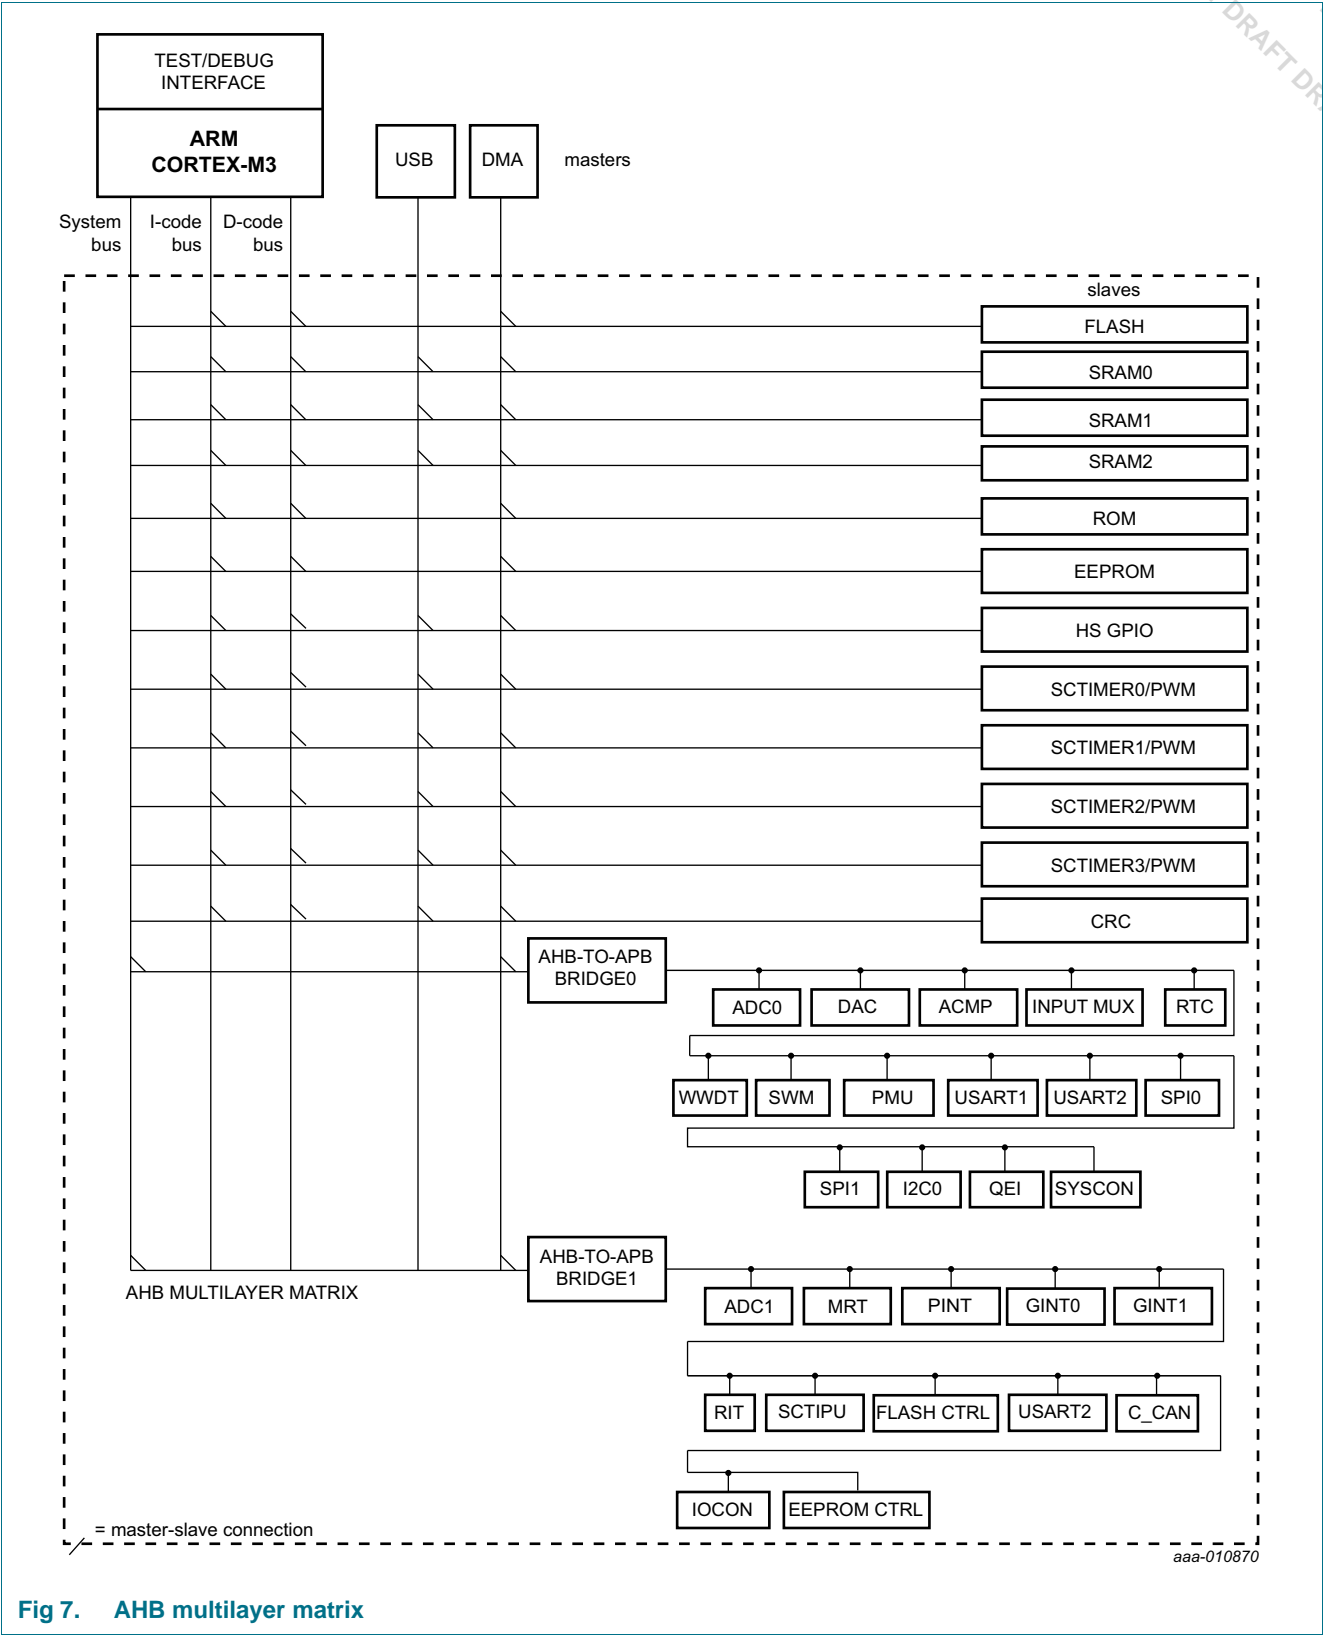 DRAFT DR
TEST/DEBUG
INTERFACE
ARM
CORTEX-M3
USB
DMA
masters
System
bus
I-code
bus
D-code
bus
slaves
FLASH
SRAM0
SRAM1
SRAM2
ROM
EEPROM
HS GPIO
SCTIMER0/PWM
SCTIMER1/PWM
SCTIMER2/PWM
SCTIMER3/PWM
CRC
AHB-TO-APB
BRIDGE0
ADC0
DAC
ACMP
INPUT MUX
RTC
WWDT
SWM
PMU
USART1
USART2
SPI0
SPI1
I2C0
QEI
SYSCON
AHB-TO-APB
BRIDGE1
AHB MULTILAYER MATRIX
ADC1
MRT
PINT
GINT0
GINT1
RIT
SCTIPU
FLASH CTRL
USART2
C_CAN
IOCON
EEPROM CTRL
= master-slave connection
aaa-010870
Fig 7. AHB multilayer matrix